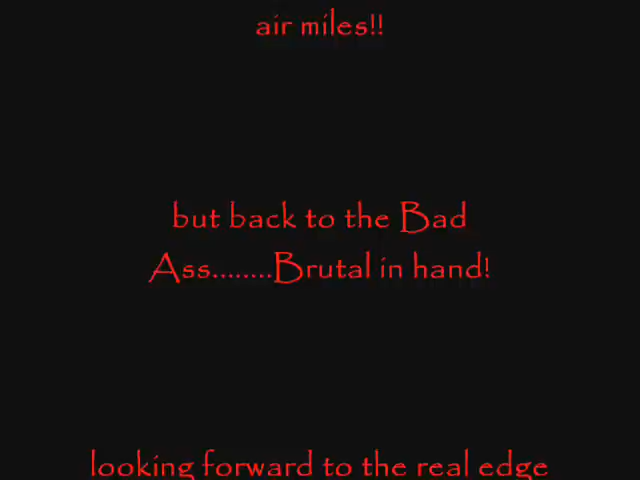 air miles!!
but back to the Bad
Ass........Brutal in hand!
looking forward to the real edge